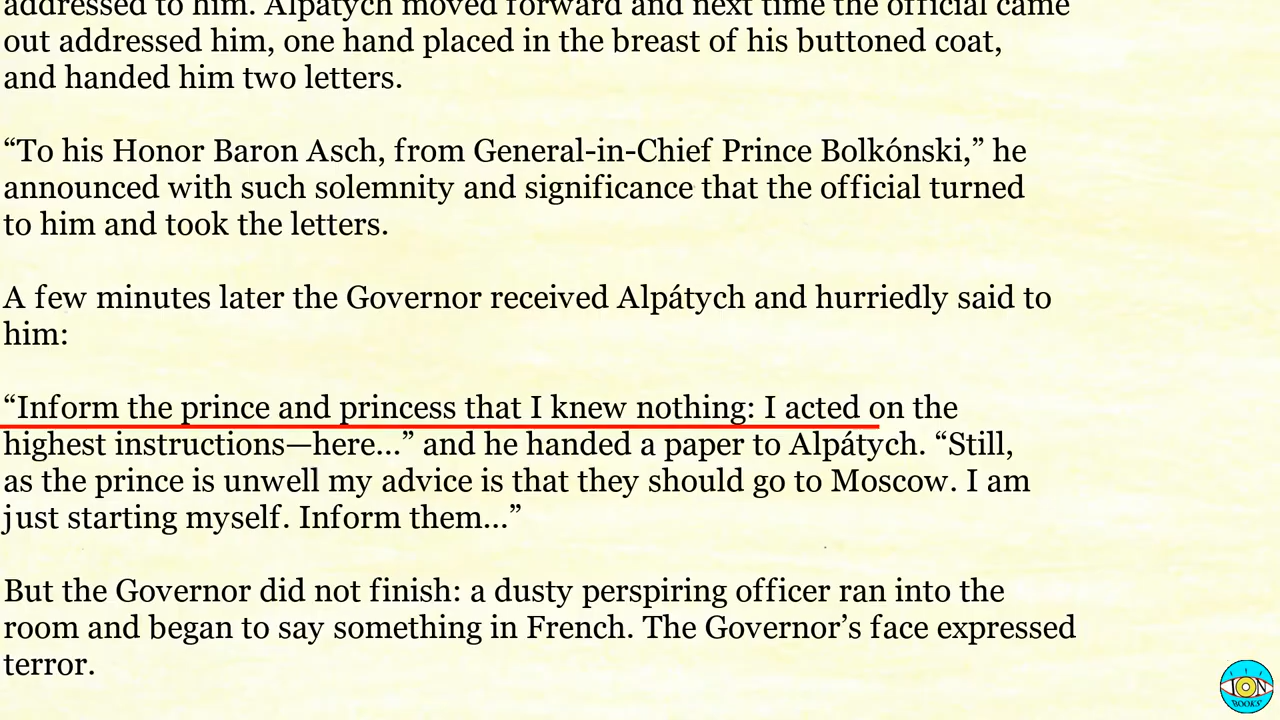 addressed to him. Alpátych moved forward and next time the official came
out addressed him, one hand placed in the breast of his buttoned coat,
and handed him two letters.
“To his Honor Baron Asch, from General-in-Chief Prince Bolkónski,” he
announced with such solemnity and significance that the official turned
to him and took the letters.
A few minutes later the Governor received Alpátych and hurriedly said to
him:
“Inform the prince and princess that I knew nothing: I acted on the
highest instructions—here...” and he handed a paper to Alpátych. “Still,
as the prince is unwell my advice is that they should go to Moscow. I am
just starting myself. Inform them...”
But the Governor did not finish: a dusty perspiring officer ran into the
room and began to say something in French. The Governor’s face expressed
terror.
ION
BOOKS